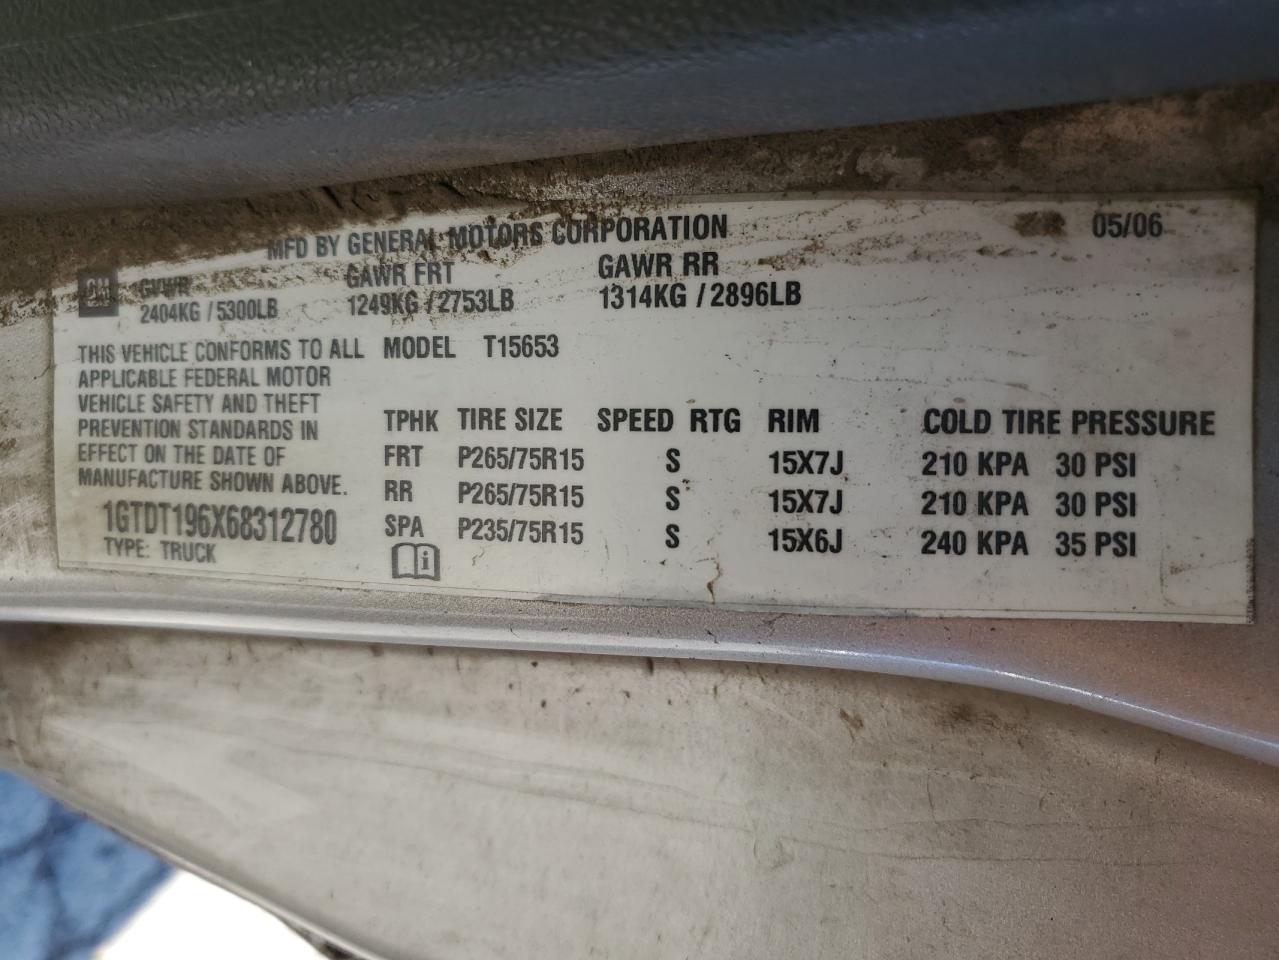 MFD BY GENERAL MOTORS CORPORATION 05/06
GM GVWR GAWR FRT GAWR RR
2404KG / 5300LB 1249KG / 2753LB 1314KG / 2896LB
THIS VEHICLE CONFORMS TO ALL MODEL T15653
APPLICABLE FEDERAL MOTOR
VEHICLE SAFETY AND THEFT
PREVENTION STANDARDS IN
EFFECT ON THE DATE OF
MANUFACTURE SHOWN ABOVE.
1GTDT196X68312780
TYPE: TRUCK
TPHK TIRE SIZE SPEED RTG RIM COLD TIRE PRESSURE
FRT P265/75R15 S 15X7J 210 KPA 30 PSI
RR P265/75R15 S 15X7J 210 KPA 30 PSI
SPA P235/75R15 S 15X6J 240 KPA 35 PSI
i